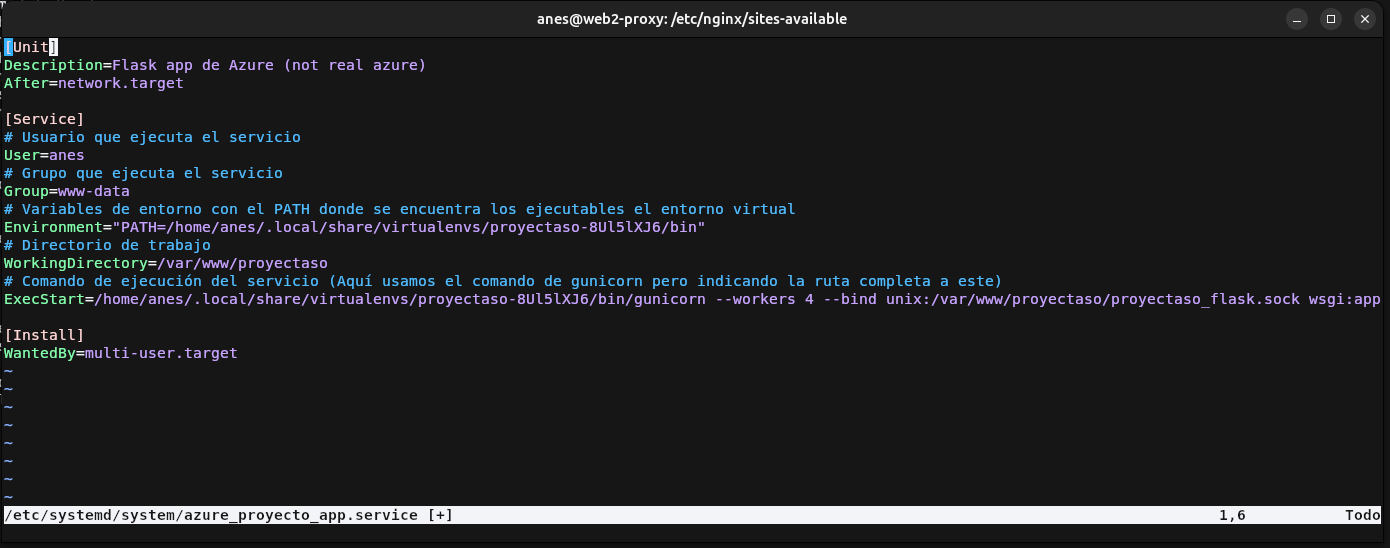 anes@web2-proxy: /etc/nginx/sites-available
[Unit]
Description=Flask app de Azure (not real azure)
After=network.target
[Service]
# Usuario que ejecuta el servicio
User=anes
# Grupo que ejecuta el servicio
Group=www-data
# Variables de entorno con el PATH donde se encuentra los ejecutables el entorno virtual
Environment="PATH=/home/anes/.local/share/virtualenvs/proyectaso-8Ul5lXJ6/bin"
# Directorio de trabajo
WorkingDirectory=/var/www/proyectaso
# Comando de ejecución del servicio (Aquí usamos el comando de gunicorn pero indicando la ruta completa a este)
ExecStart=/home/anes/.local/share/virtualenvs/proyectaso-8Ul5lXJ6/bin/gunicorn --workers 4 --bind unix:/var/www/proyectaso/proyectaso_flask.sock wsgi:app
[Install]
WantedBy=multi-user.target
~
~
~
~
~
~
~
~
/etc/systemd/system/azure_proyecto_app.service [+] 1,6 Todo